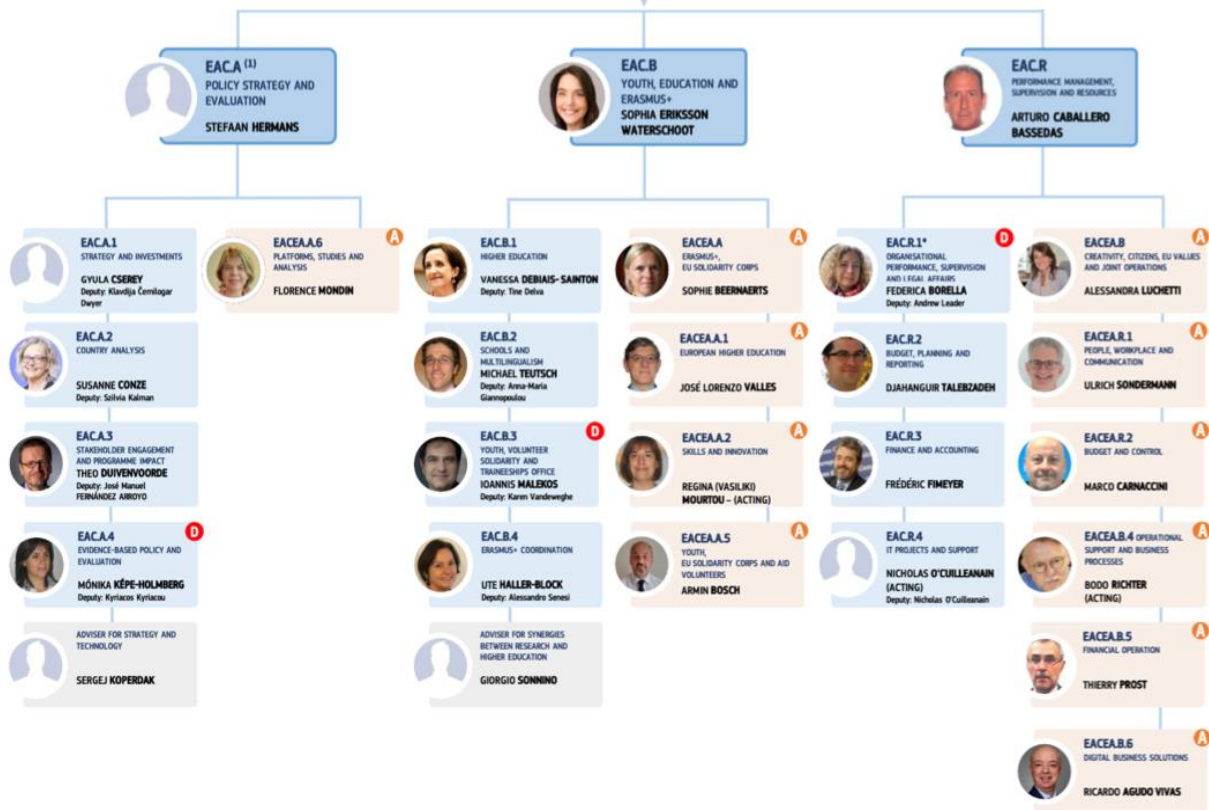 EAC.A (1)
POLICY STRATEGY AND
EVALUATION
STEFAAN HERMANS
EAC.B
YOUTH, EDUCATION AND
ERASMUS+
SOPHIA ERIKSSON
WATERSCHOOT
EAC.R
PERFORMANCE MANAGEMENT,
SUPERVISION AND RESOURCES
ARTURO CABALLERO
BASSEDAS
EAC.A.1
STRATEGY AND INVESTMENTS
GYULA CSEREY
Deputy: Klavdija Čemilogar
Dwyer
EAC.A.2
COUNTRY ANALYSIS
SUSANNE CONZE
Deputy: Szilvia Kalman
EAC.A.3
STAKEHOLDER ENGAGEMENT
AND PROGRAMME IMPACT
THEO DUIVENVOORDE
Deputy: José Manuel
FERNÁNDEZ ARROYO
D
EAC.A.4
EVIDENCE-BASED POLICY AND
EVALUATION
MÓNIKA KÉPE-HOLMBERG
Deputy: Kyriacos Kyriacou
ADVISER FOR STRATEGY AND
TECHNOLOGY
SERGEJ KOPERDAK
A
EACEA.A.6
PLATFORMS, STUDIES AND
ANALYSIS
FLORENCE MONDIN
EAC.B.1
HIGHER EDUCATION
VANESSA DEBIAIS- SAINTON
Deputy: Tine Delva
EAC.B.2
SCHOOLS AND
MULTILINGUALISM
MICHAEL TEUTSCH
Deputy: Anna-Maria
Giannopoulou
D
EAC.B.3
YOUTH, VOLUNTEER
SOLIDARITY AND
TRAINEESHIPS OFFICE
IOANNIS MALEKOS
Deputy: Karen Vandeweghe
EAC.B.4
ERASMUS+ COORDINATION
UTE HALLER-BLOCK
Deputy: Alessandro Senesi
ADVISER FOR SYNERGIES
BETWEEN RESEARCH AND
HIGHER EDUCATION
GIORGIO SONNINO
A
EACEA.A
ERASMUS+,
EU SOLIDARITY CORPS
SOPHIE BEERNAERTS
A
EACEA.A.1
EUROPEAN HIGHER EDUCATION
JOSÉ LORENZO VALLES
A
EACEA.A.2
SKILLS AND INNOVATION
REGINA (VASILIKI)
MOURTOU – (ACTING)
A
EACEA.A.5
YOUTH,
EU SOLIDARITY CORPS AND AID
VOLUNTEERS
ARMIN BOSCH
D
EAC.R.1*
ORGANISATIONAL
PERFORMANCE, SUPERVISION
AND LEGAL AFFAIRS
FEDERICA BORELLA
Deputy: Andrew Leader
EAC.R.2
BUDGET, PLANNING AND
REPORTING
DJAHANGUIR TALEBZADEH
EAC.R.3
FINANCE AND ACCOUNTING
FRÉDÉRIC FIMEYER
EAC.R.4
IT PROJECTS AND SUPPORT
NICHOLAS O'CUILLEANAIN
(ACTING)
Deputy: Nicholas O'Cuilleanain
A
EACEA.B
CREATIVITY, CITIZENS, EU VALUES
AND JOINT OPERATIONS
ALESSANDRA LUCHETTI
A
EACEA.R.1
PEOPLE, WORKPLACE AND
COMMUNICATION
ULRICH SONDERMANN
A
EACEA.R.2
BUDGET AND CONTROL
MARCO CARNACCINI
A
EACEA.B.4 OPERATIONAL
SUPPORT AND BUSINESS
PROCESSES
BODO RICHTER
(ACTING)
A
EACEA.B.5
FINANCIAL OPERATION
THIERRY PROST
A
EACEA.B.6
DIGITAL BUSINESS SOLUTIONS
RICARDO AGUDO VIVAS